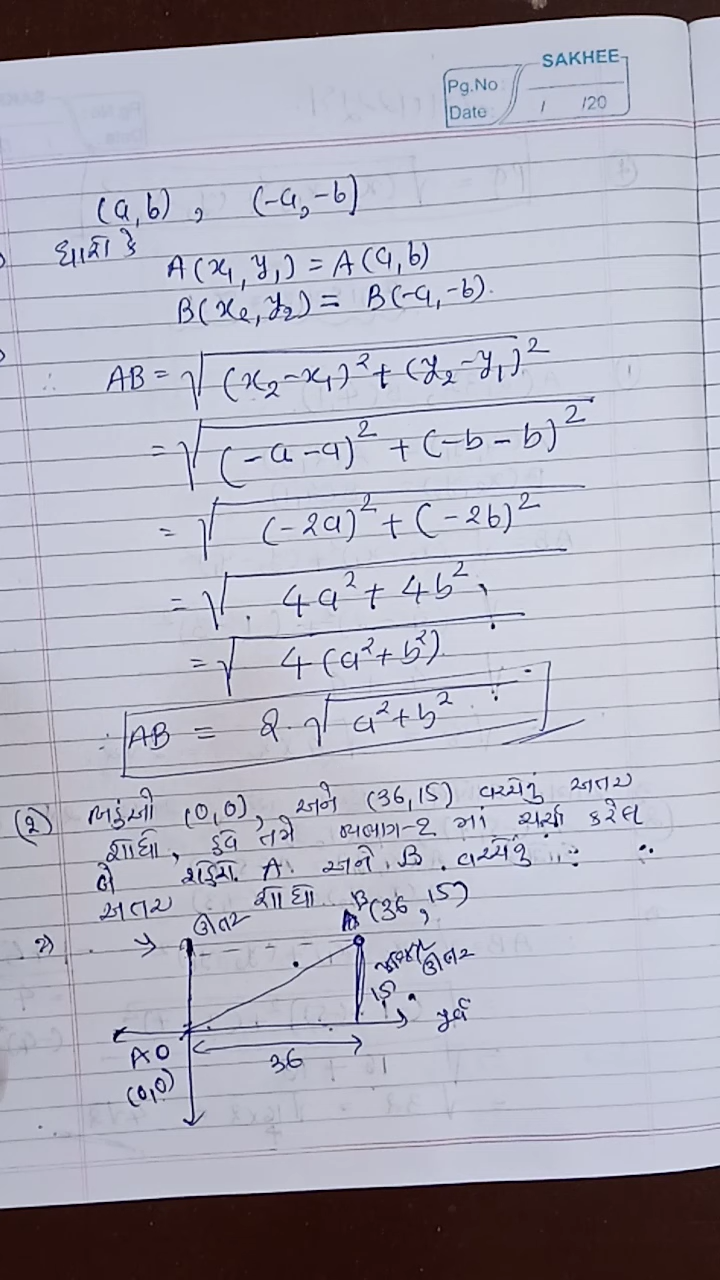 SAKHEE
Pg.No
Date / /20
(a,b), (-a,-b]
ધારો કે
A(x₁, y₁) = A(a,b)
B(x₂, y₂) = B(-a,-b).
∴ AB = √(x₂-x₁)² + (y₂-y₁)²
= √(-a-a)² + (-b-b)²
= √(-2a)² + (-2b)²
= √4a² + 4b²
= √4(a²+b²)
∴ AB = 2·√a²+b²
(2) (0,0), અને (36,15) વચ્ચેનું અંતર
શોધો, હવે તમે વિભાગ-2 માં ચર્ચા કરેલ
બે શહેરો A અને B વચ્ચેનું
અંતર શોધો
→ ઉત્તર B(36, 15)
ઉત્તર
15
પૂર્વ
A O 36
(0,0)